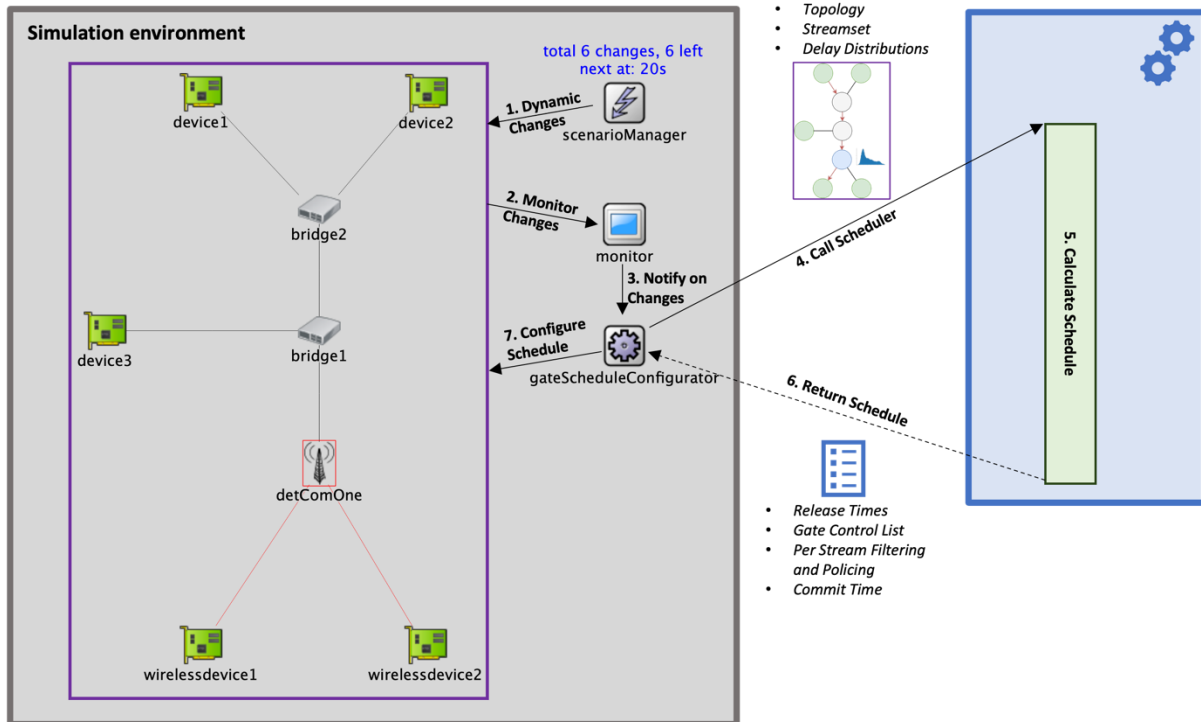 Simulation environment
total 6 changes, 6 left
next at: 20s
device1
device2
1. Dynamic
Changes
scenarioManager
bridge2
2. Monitor
Changes
monitor
3. Notify on
Changes
device3
bridge1
7. Configure
Schedule
gateScheduleConfigurator
detComOne
wirelessdevice1
wirelessdevice2
• Topology
• Streamset
• Delay Distributions
4. Call Scheduler
5. Calculate Schedule
6. Return Schedule
• Release Times
• Gate Control List
• Per Stream Filtering
and Policing
• Commit Time